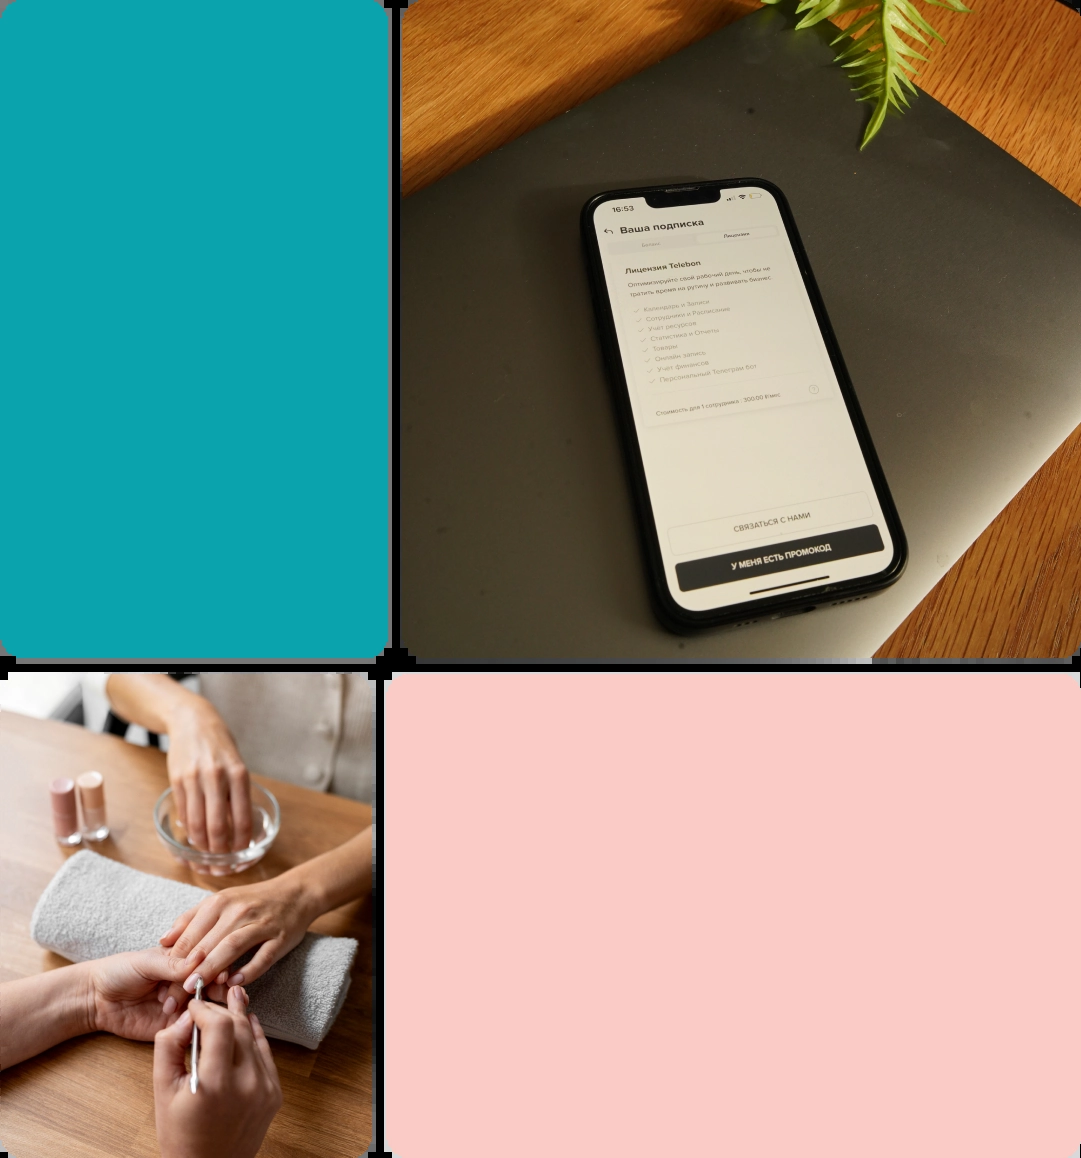 16:53
Ваша подписка
Баланс
Лицензия
Лицензия Telebon
Оптимизируйте свой рабочий день, чтобы не
тратить время на рутину и развивать бизнес
Календарь и Записи
Сотрудники и Расписание
Учет ресурсов
Статистика и Отчеты
Товары
Онлайн запись
Учет финансов
Персональный Телеграм бот
Стоимость для 1 сотрудника : 300.00 ₽/мес
СВЯЗАТЬСЯ С НАМИ
У МЕНЯ ЕСТЬ ПРОМОКОД